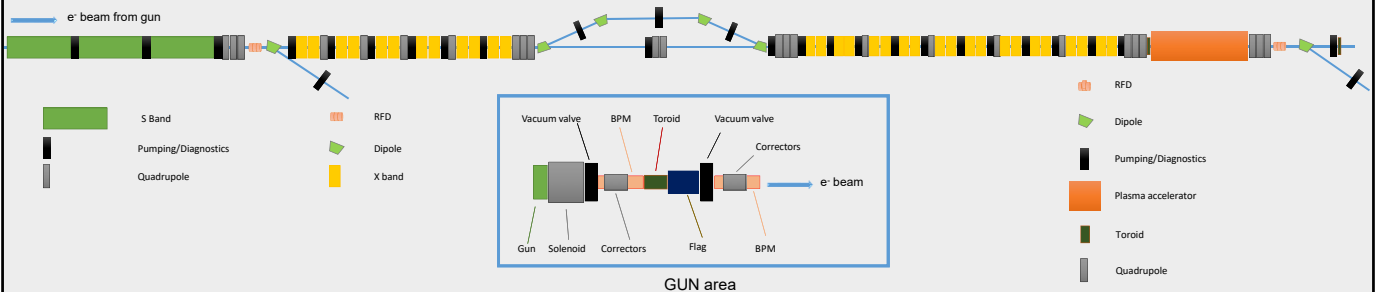 e- beam from gun
S Band
Pumping/Diagnostics
Quadrupole
RFD
Dipole
X band
Vacuum valve
BPM
Toroid
Vacuum valve
Correctors
e- beam
Gun
Solenoid
Correctors
Flag
BPM
GUN area
RFD
Dipole
Pumping/Diagnostics
Plasma accelerator
Toroid
Quadrupole